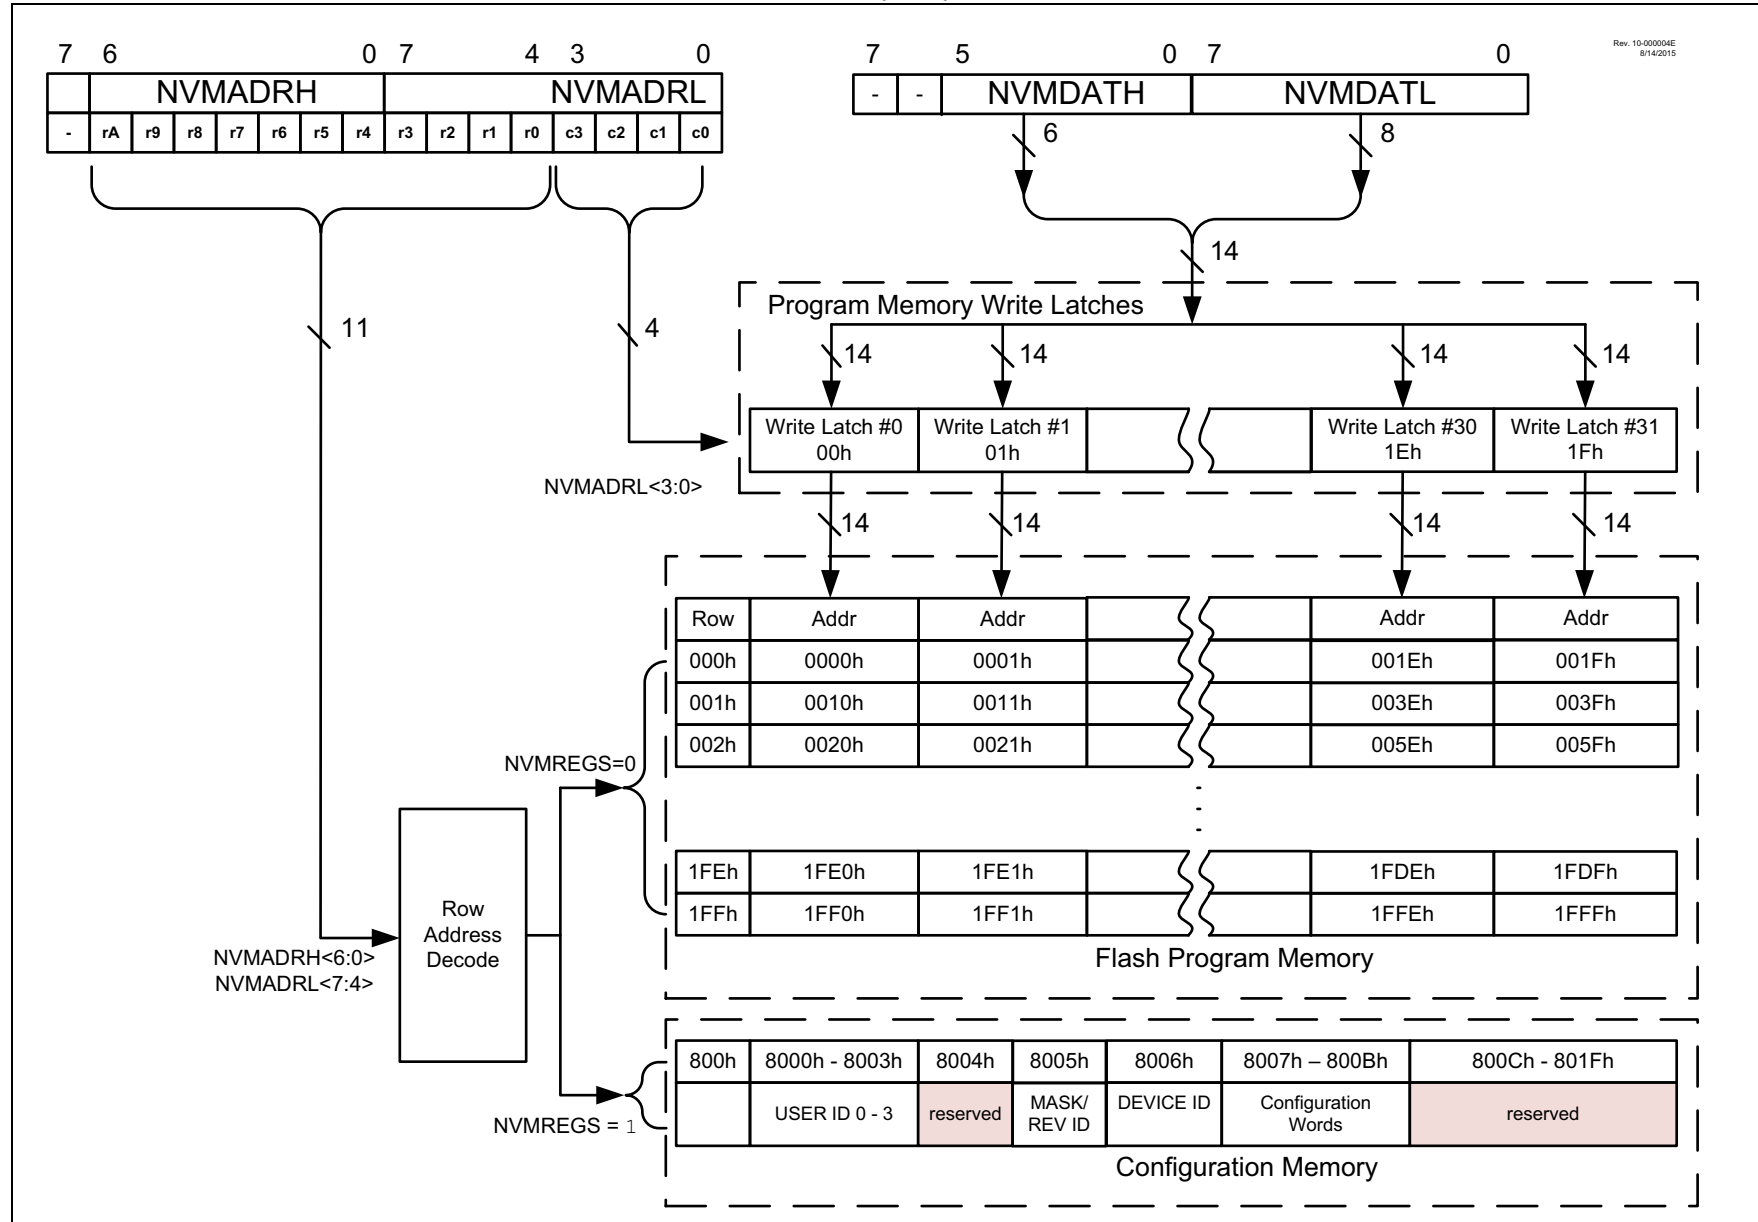 7 6 0 7 4 3 0
7 5 0 7 0
Rev. 10-000004E
8/14/2015
NVMADRH NVMADRL
- - NVMDATH NVMDATL
- rA r9 r8 r7 r6 r5 r4 r3 r2 r1 r0 c3 c2 c1 c0
6 8
14
11 4
Program Memory Write Latches
14 14 14 14
Write Latch #0 Write Latch #1 Write Latch #30 Write Latch #31
00h 01h 1Eh 1Fh
NVMADRL<3:0>
14 14 14 14
Row Addr Addr Addr Addr
000h 0000h 0001h 001Eh 001Fh
001h 0010h 0011h 003Eh 003Fh
002h 0020h 0021h 005Eh 005Fh
NVMREGS=0
1FEh 1FE0h 1FE1h 1FDEh 1FDFh
1FFh 1FF0h 1FF1h 1FFEh 1FFFh
Flash Program Memory
Row
Address
Decode
NVMADRH<6:0>
NVMADRL<7:4>
800h 8000h - 8003h 8004h 8005h 8006h 8007h – 800Bh 800Ch - 801Fh
USER ID 0 - 3 reserved MASK/ DEVICE ID Configuration reserved
REV ID Words
NVMREGS = 1
Configuration Memory